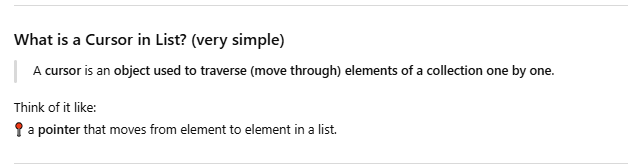 What is a Cursor in List? (very simple)
A cursor is an object used to traverse (move through) elements of a collection one by one.
Think of it like:
📍 a pointer that moves from element to element in a list.